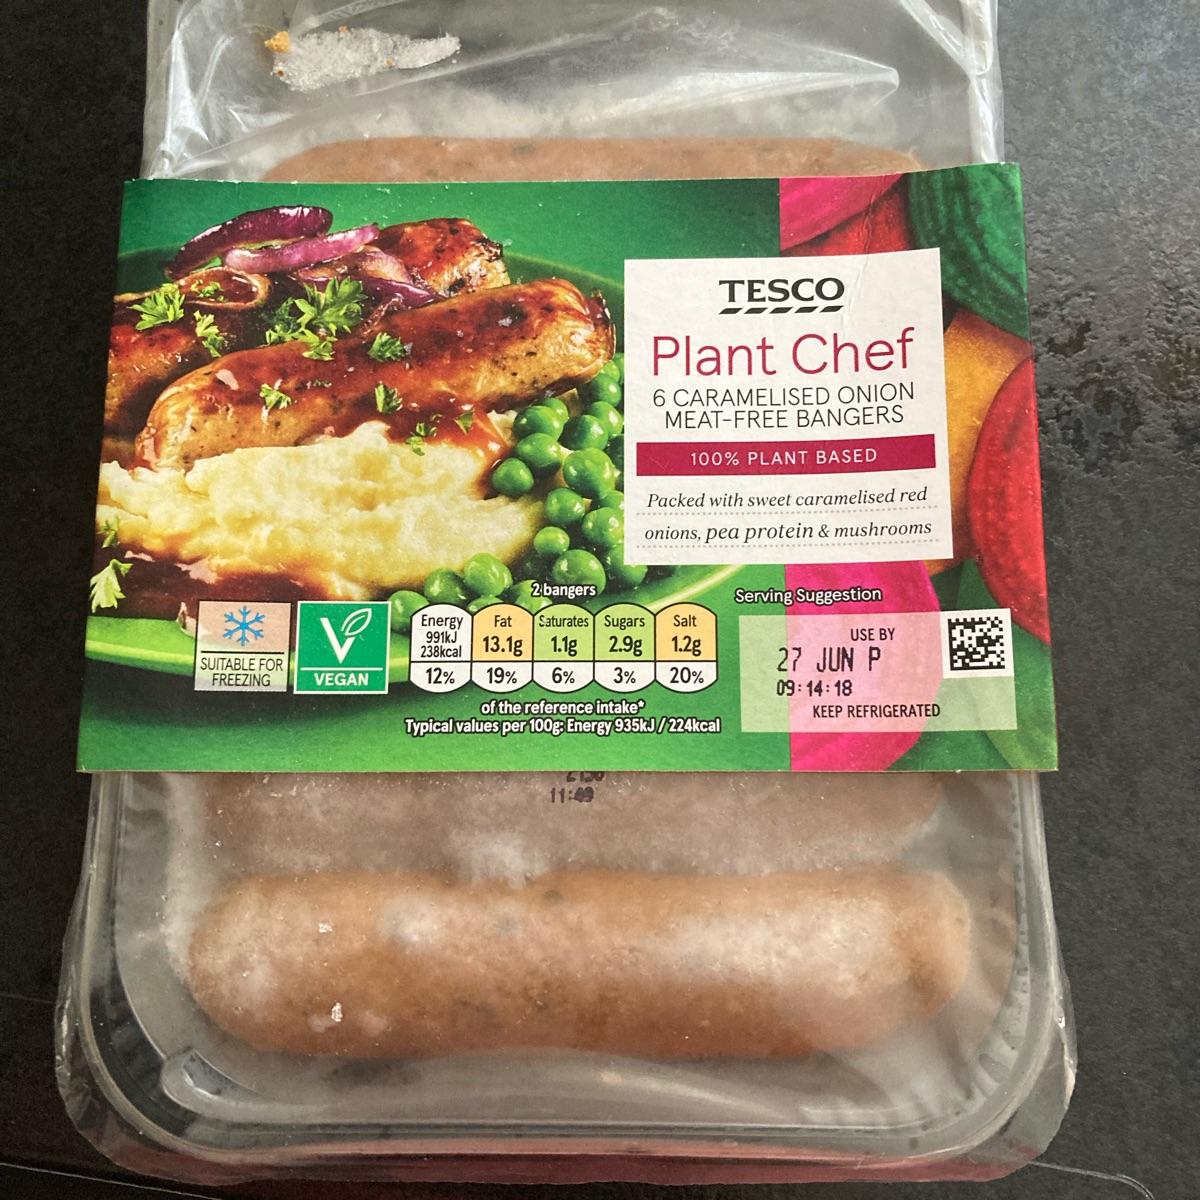 TESCO
Plant Chef
6 CARAMELISED ONION
MEAT-FREE BANGERS
100% PLANT BASED
Packed with sweet caramelised red
onions, pea protein & mushrooms
2 bangers
Serving Suggestion
SUITABLE FOR
FREEZING
V
VEGAN
Energy
991kJ
238kcal
12%
Fat
13.1g
19%
Saturates
1.1g
6%
Sugars
2.9g
3%
Salt
1.2g
20%
of the reference intake*
Typical values per 100g: Energy 935kJ / 224kcal
USE BY
27 JUN P
09:14:18
KEEP REFRIGERATED
11:49